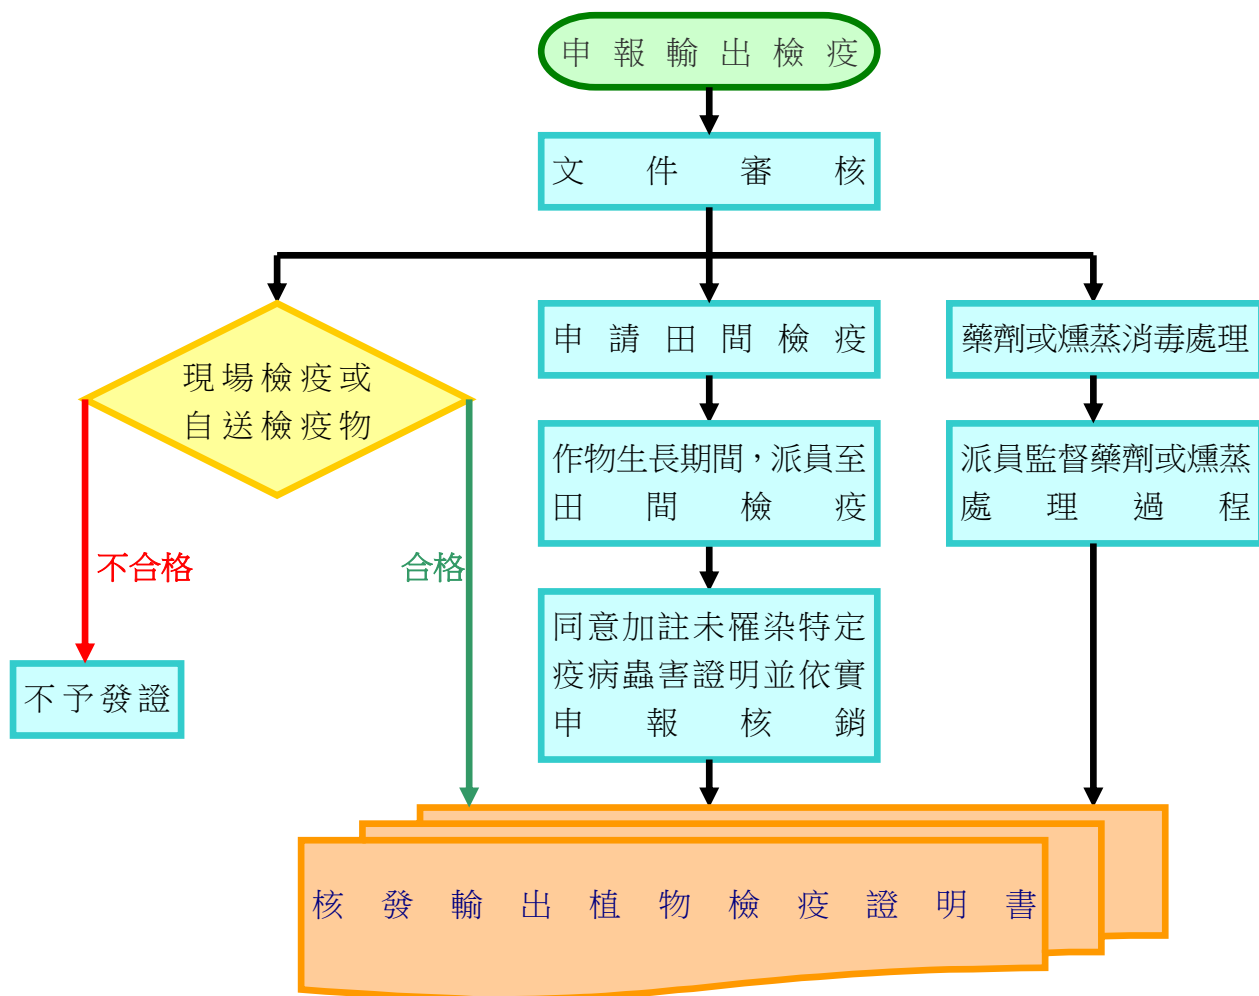 申報輸出檢疫
文件審核
現場檢疫或
自送檢疫物
不合格
合格
不予發證
申請田間檢疫
作物生長期間，派員至
田間檢疫
同意加註未罹染特定
疫病蟲害證明並依實
申報核銷
藥劑或燻蒸消毒處理
派員監督藥劑或燻蒸
處理過程
核發輸出植物檢疫證明書